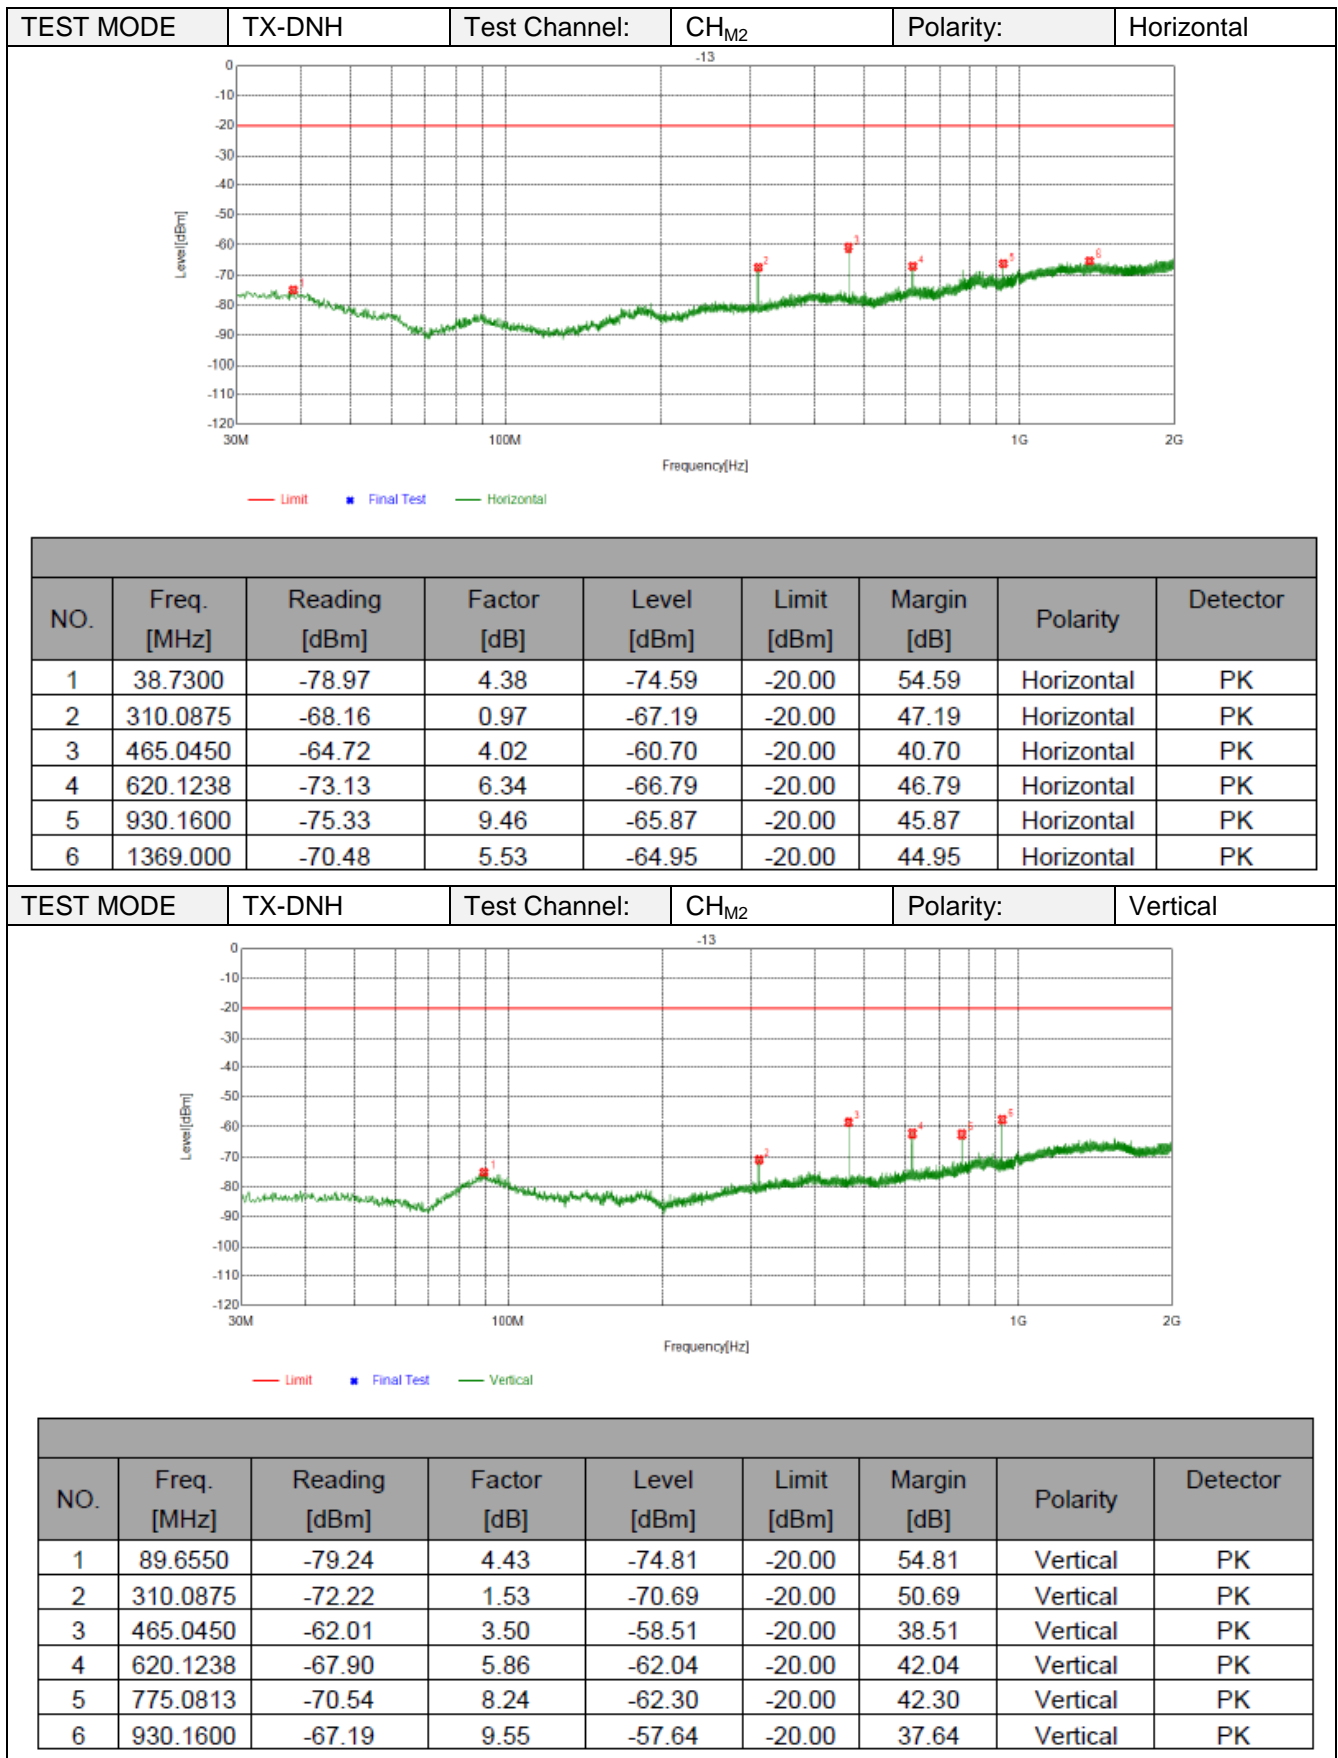 TEST MODE TX-DNH Test Channel: CHM2 Polarity: Horizontal
-13
0
-10
-20
-30
-40
-50
-60
-70
-80
-90
-100
-110
-120
Level[dBm]
1 2 3 4 5 6
30M 100M 1G 2G
Frequency[Hz]
Limit Final Test Horizontal
NO. Freq. [MHz] Reading [dBm] Factor [dB] Level [dBm] Limit [dBm] Margin [dB] Polarity Detector
1 38.7300 -78.97 4.38 -74.59 -20.00 54.59 Horizontal PK
2 310.0875 -68.16 0.97 -67.19 -20.00 47.19 Horizontal PK
3 465.0450 -64.72 4.02 -60.70 -20.00 40.70 Horizontal PK
4 620.1238 -73.13 6.34 -66.79 -20.00 46.79 Horizontal PK
5 930.1600 -75.33 9.46 -65.87 -20.00 45.87 Horizontal PK
6 1369.000 -70.48 5.53 -64.95 -20.00 44.95 Horizontal PK
TEST MODE TX-DNH Test Channel: CHM2 Polarity: Vertical
-13
0
-10
-20
-30
-40
-50
-60
-70
-80
-90
-100
-110
-120
Level[dBm]
1 2 3 4 5 6
30M 100M 1G 2G
Frequency[Hz]
Limit Final Test Vertical
NO. Freq. [MHz] Reading [dBm] Factor [dB] Level [dBm] Limit [dBm] Margin [dB] Polarity Detector
1 89.6550 -79.24 4.43 -74.81 -20.00 54.81 Vertical PK
2 310.0875 -72.22 1.53 -70.69 -20.00 50.69 Vertical PK
3 465.0450 -62.01 3.50 -58.51 -20.00 38.51 Vertical PK
4 620.1238 -67.90 5.86 -62.04 -20.00 42.04 Vertical PK
5 775.0813 -70.54 8.24 -62.30 -20.00 42.30 Vertical PK
6 930.1600 -67.19 9.55 -57.64 -20.00 37.64 Vertical PK